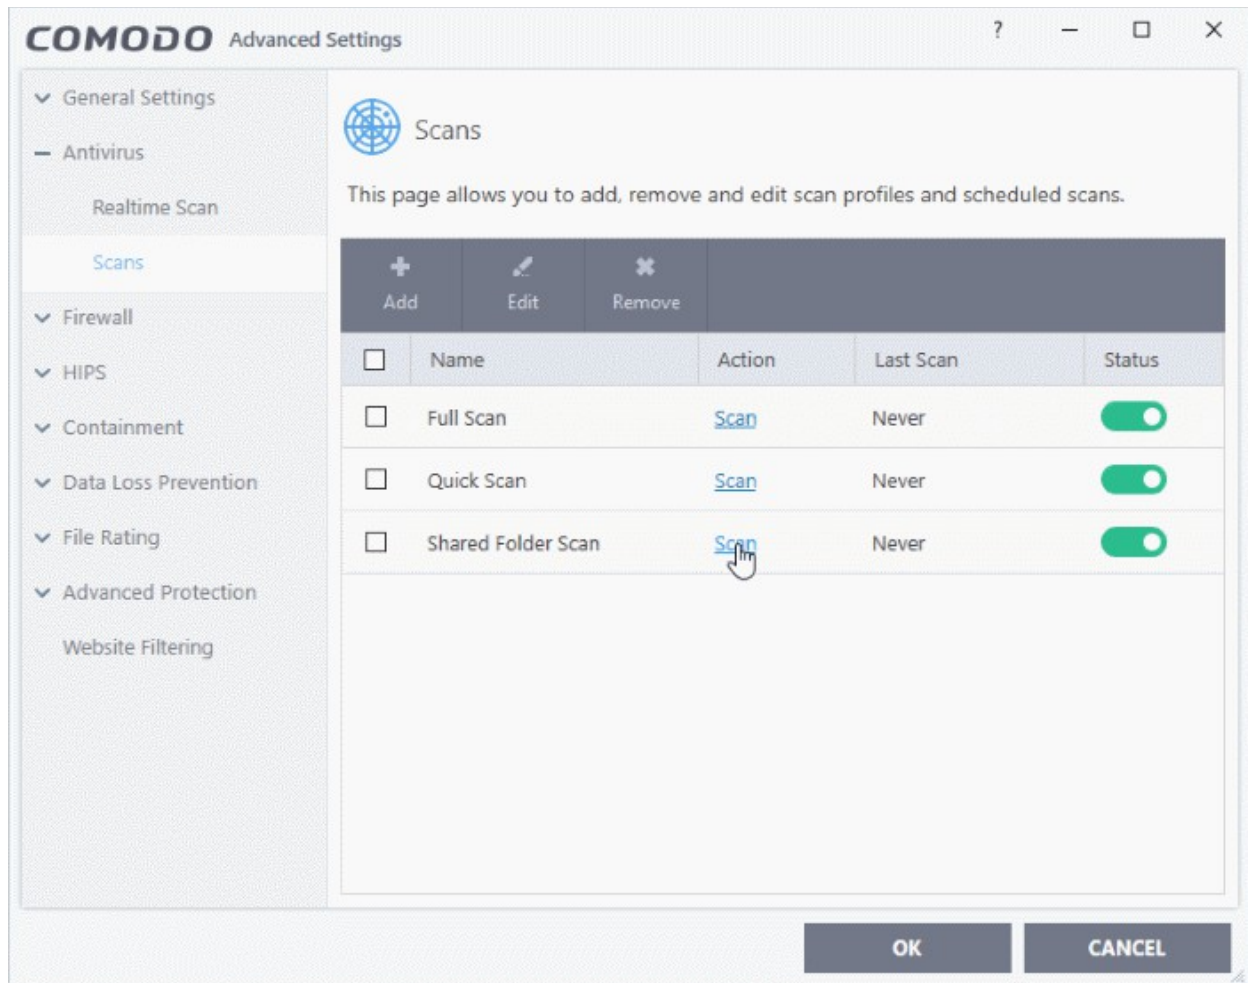 COMODO Advanced Settings ?
General Settings
Antivirus
Realtime Scan
Scans
Firewall
HIPS
Containment
Data Loss Prevention
File Rating
Advanced Protection
Website Filtering
Scans
This page allows you to add, remove and edit scan profiles and scheduled scans.
Add Edit Remove
Name Action Last Scan Status
Full Scan Scan Never
Quick Scan Scan Never
Shared Folder Scan Scan Never
OK CANCEL